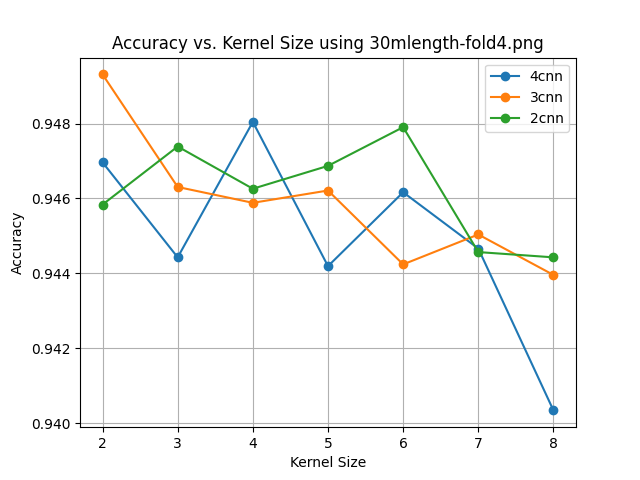 Accuracy vs. Kernel Size using 30mlength-fold4.png
4cnn
3cnn
2cnn
0.948
0.946
0.944
0.942
0.940
Accuracy
2 3 4 5 6 7 8
Kernel Size